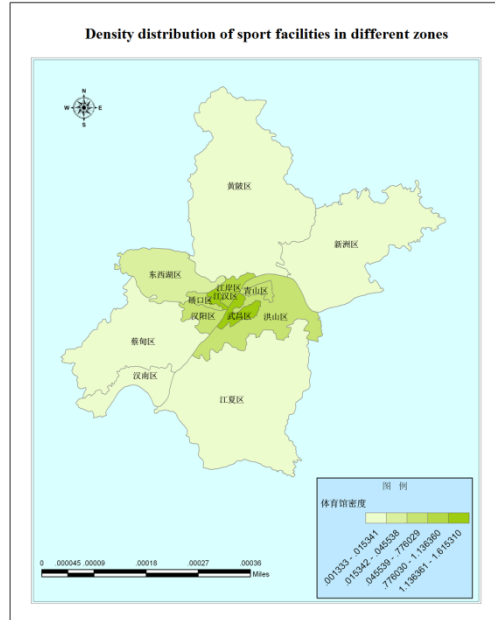 Density distribution of sport facilities in different zones
N
W E
S
黄陂区
新洲区
东西湖区
江岸区
江汉区
青山区
硚口区
汉阳区
武昌区
洪山区
蔡甸区
汉南区
江夏区
图 例
体育馆密度
.001333 - .015341
.015342 - .045538
.045539 - .776029
.776030 - 1.136360
1.136361 - 1.615310
0 .000045 .00009 .00018 .00027 .00036
Miles